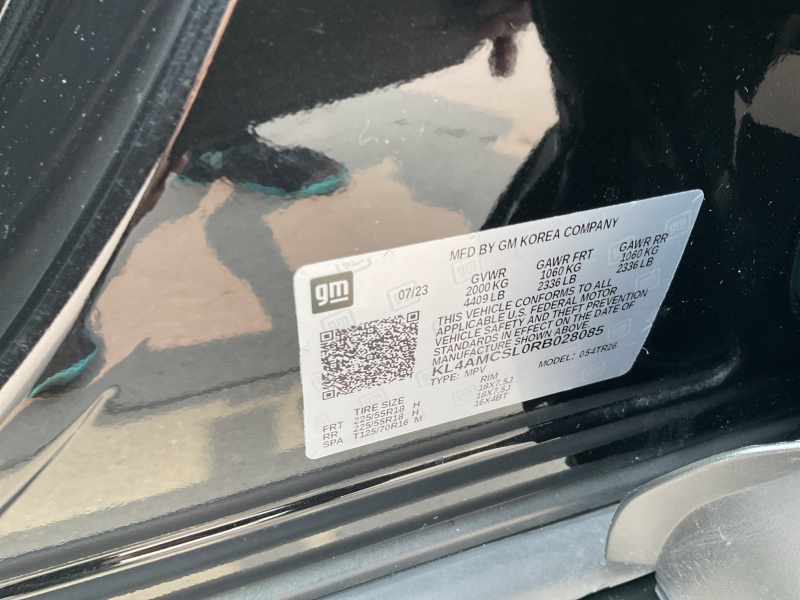 MFD BY GM KOREA COMPANY
gm
07/23
GVWR GAWR FRT GAWR RR
2000 KG 1060 KG 1060 KG
4409 LB 2336 LB 2336 LB
THIS VEHICLE CONFORMS TO ALL
APPLICABLE U.S. FEDERAL MOTOR
VEHICLE SAFETY AND THEFT PREVENTION
STANDARDS IN EFFECT ON THE DATE OF
MANUFACTURE SHOWN ABOVE
KL4AMCSL0RB028085
TYPE: MPV MODEL: 0S4TR26
TIRE SIZE RIM
FRT 225/55R18 H 18X7.5J
RR 225/55R18 H 18X7.5J
SPA T125/70R16 M 16X4BT